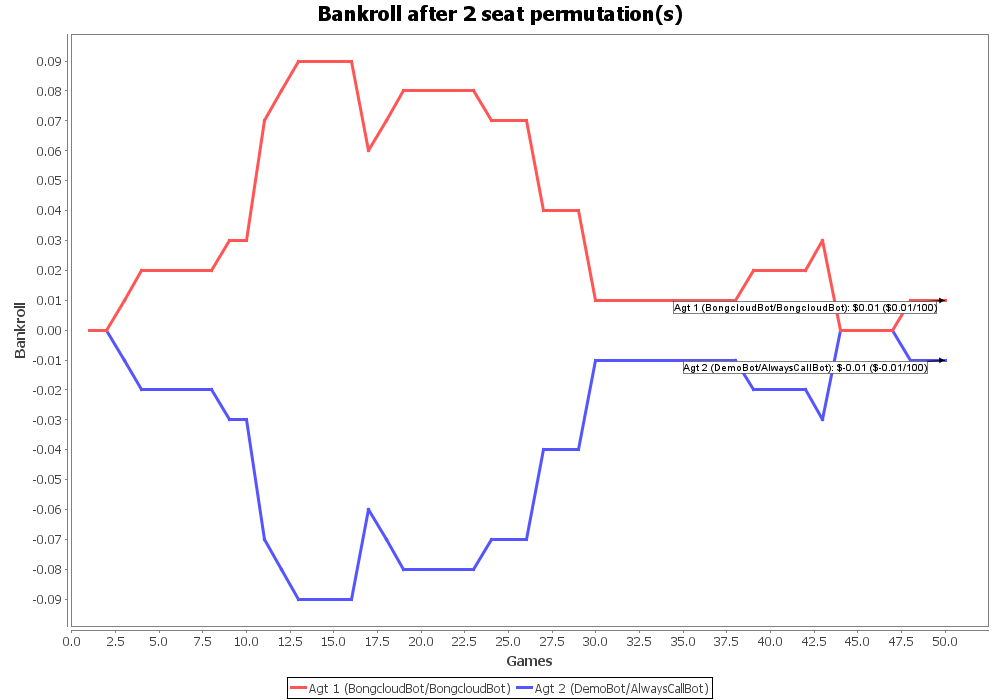 Bankroll after 2 seat permutation(s)
Bankroll
0.09
0.08
0.07
0.06
0.05
0.04
0.03
0.02
0.01
0.00
-0.01
-0.02
-0.03
-0.04
-0.05
-0.06
-0.07
-0.08
-0.09
Agt 1 (BongcloudBot/BongcloudBot): $0.01 ($0.01/100)
Agt 2 (DemoBot/AlwaysCallBot): $-0.01 ($-0.01/100)
0.0 2.5 5.0 7.5 10.0 12.5 15.0 17.5 20.0 22.5 25.0 27.5 30.0 32.5 35.0 37.5 40.0 42.5 45.0 47.5 50.0
Games
Agt 1 (BongcloudBot/BongcloudBot) Agt 2 (DemoBot/AlwaysCallBot)